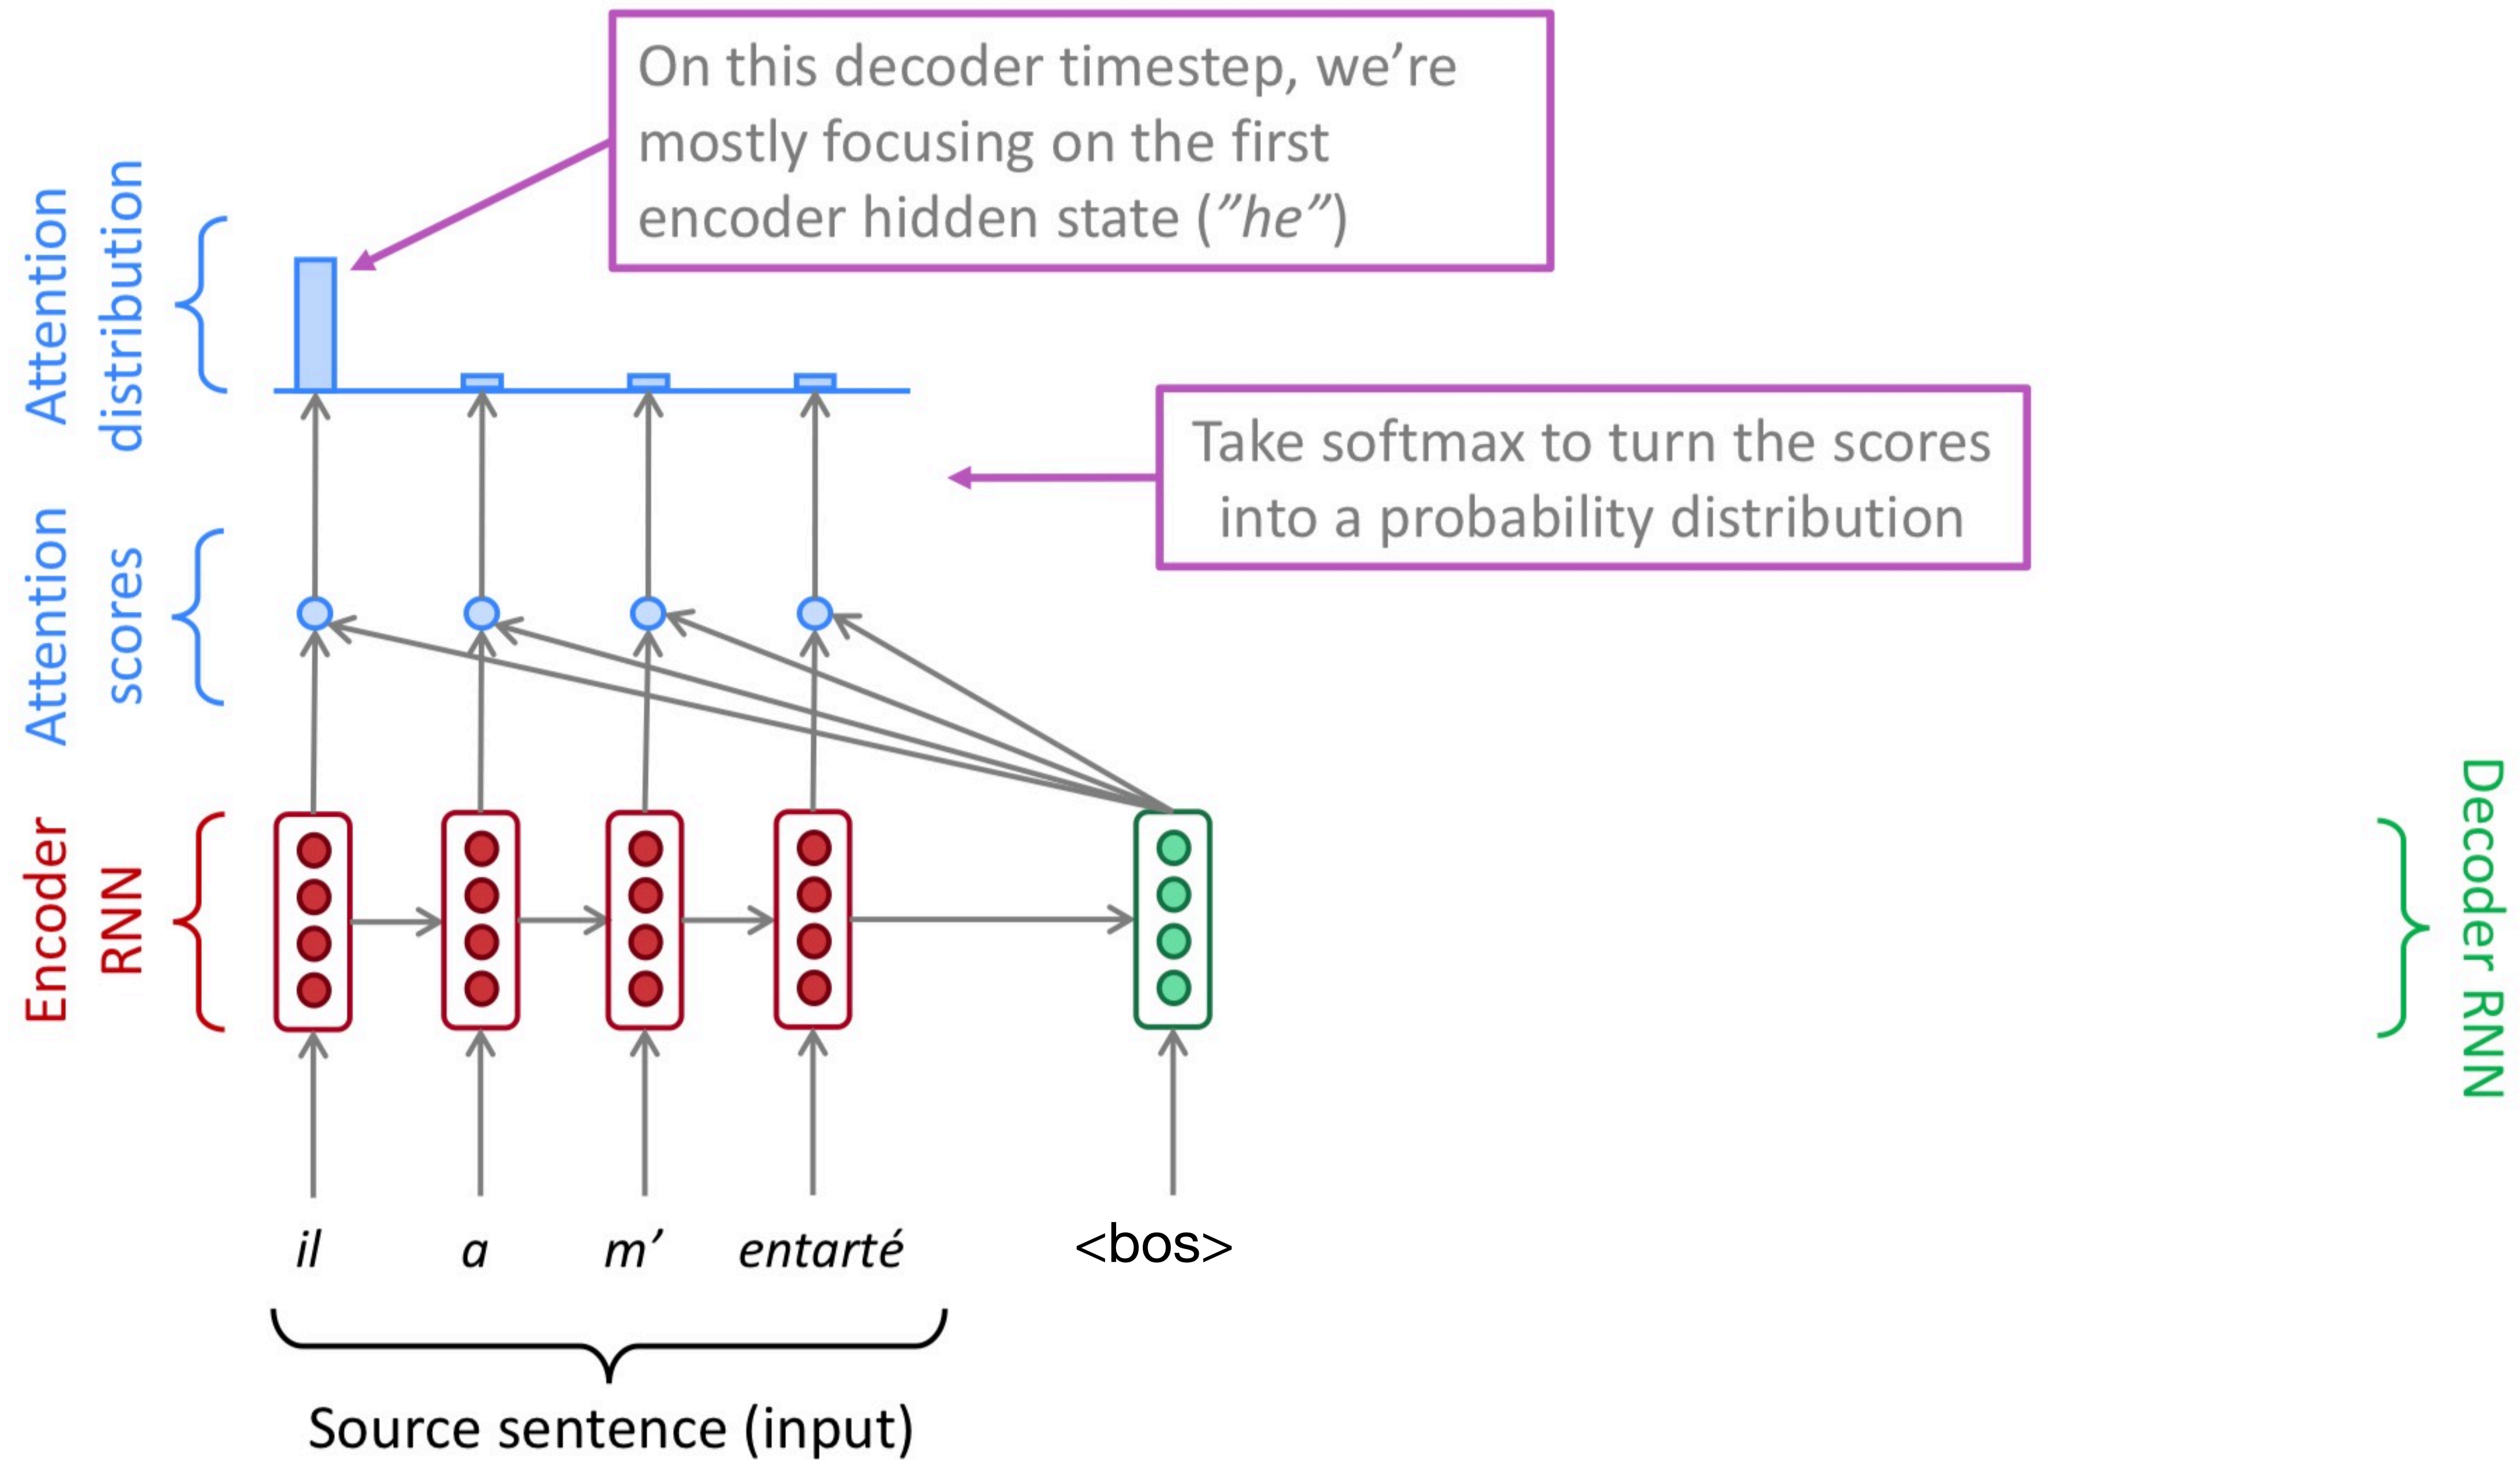 On this decoder timestep, we’re
mostly focusing on the first
encoder hidden state (”he”)
Attention
distribution
Take softmax to turn the scores
into a probability distribution
Attention
scores
Encoder
RNN
Decoder RNN
il a m’ entarté <bos>
Source sentence (input)